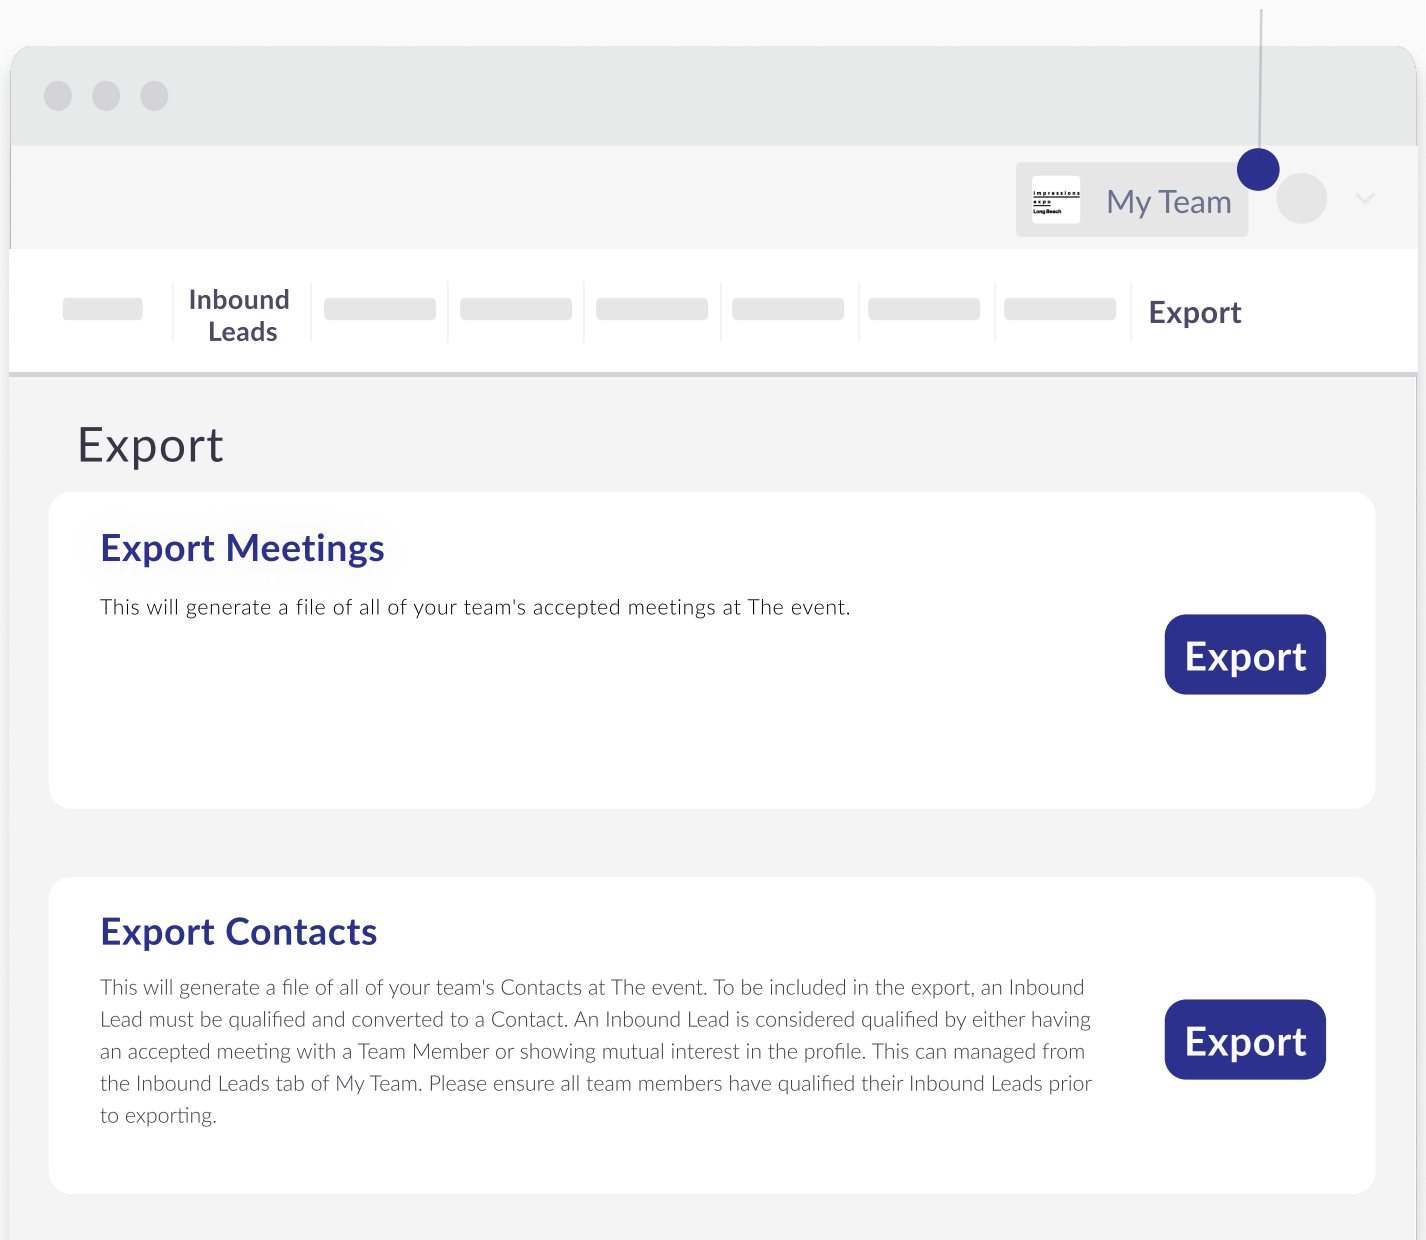 impressions
expo
Long Beach
My Team
Inbound
Leads
Export
Export
Export Meetings
This will generate a file of all of your team's accepted meetings at The event.
Export
Export Contacts
This will generate a file of all of your team's Contacts at The event. To be included in the export, an Inbound
Lead must be qualified and converted to a Contact. An Inbound Lead is considered qualified by either having
an accepted meeting with a Team Member or showing mutual interest in the profile. This can managed from
the Inbound Leads tab of My Team. Please ensure all team members have qualified their Inbound Leads prior
to exporting.
Export